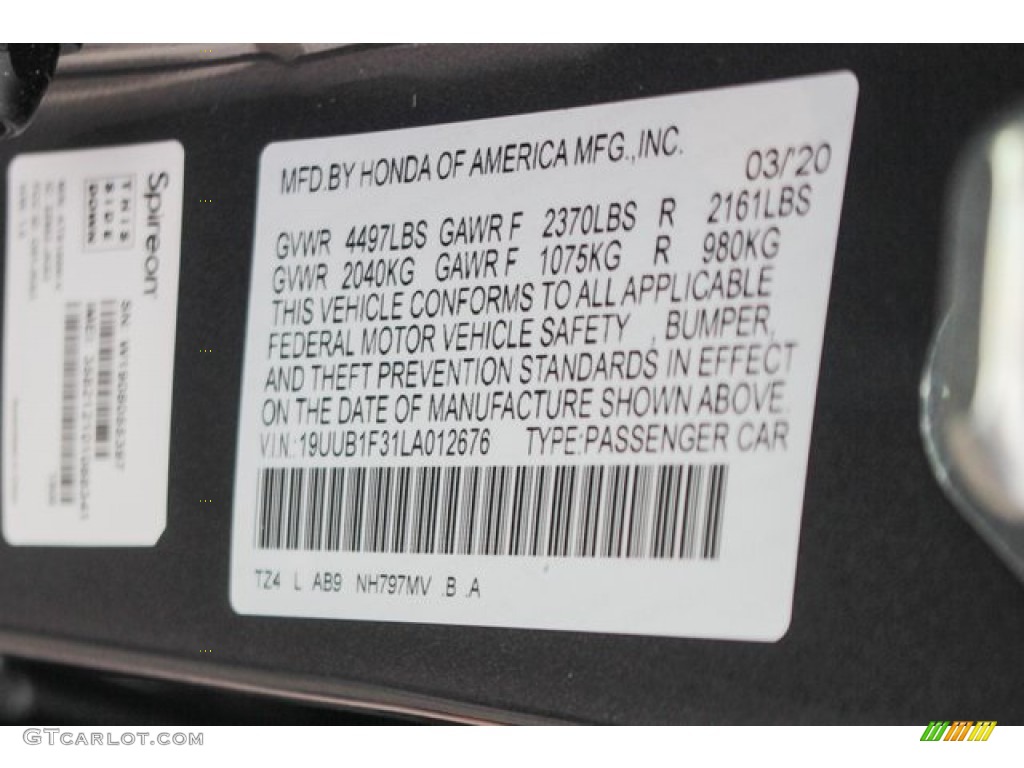 MFD.BY HONDA OF AMERICA MFG.,INC.
03/'20
GVWR 4497LBS GAWR F 2370LBS R 2161LBS
GVWR 2040KG GAWR F 1075KG R 980KG
THIS VEHICLE CONFORMS TO ALL APPLICABLE
FEDERAL MOTOR VEHICLE SAFETY , BUMPER,
AND THEFT PREVENTION STANDARDS IN EFFECT
ON THE DATE OF MANUFACTURE SHOWN ABOVE.
V.I.N.:19UUB1F31LA012676 TYPE:PASSENGER CAR
TZ4 L AB9 NH797MV .B .A
Spireon
THIS
SIDE
DOWN
GTCARLOT.COM